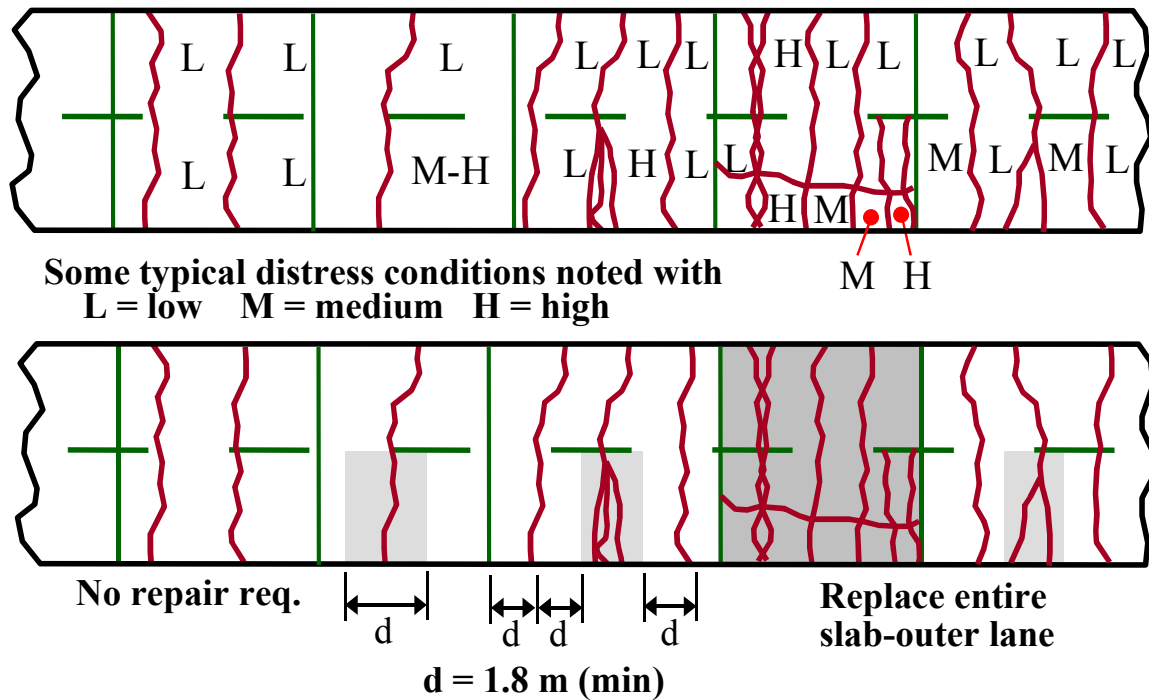 L L L L L L H L L L L L
L L M-H L H L L M L M L
H M
M H
Some typical distress conditions noted with
L = low M = medium H = high
No repair req.
d d d d
Replace entire
slab-outer lane
d = 1.8 m (min)